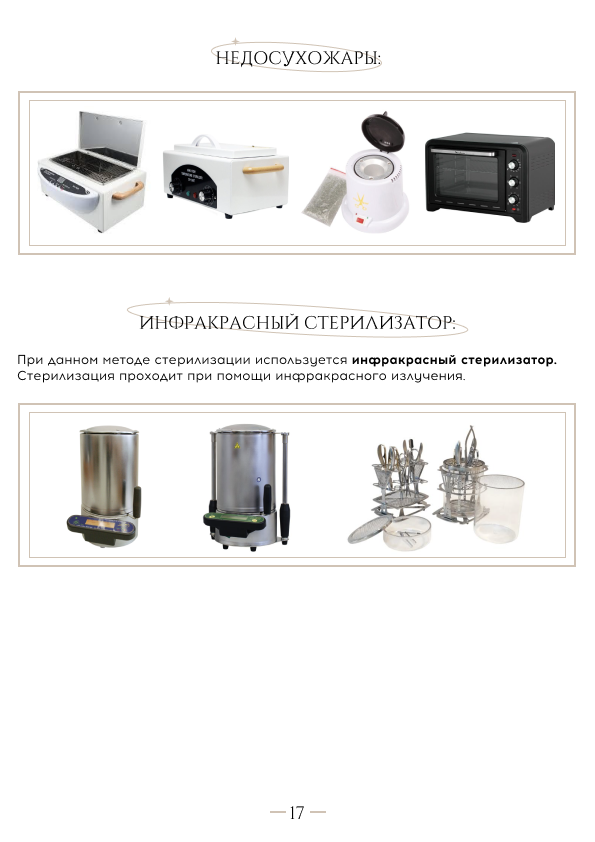 НЕДОСУХОЖАРЫ:
ИНФРАКРАСНЫЙ СТЕРИЛИЗАТОР:
При данном методе стерилизации используется инфракрасный стерилизатор.
Стерилизация проходит при помощи инфракрасного излучения.
— 17 —